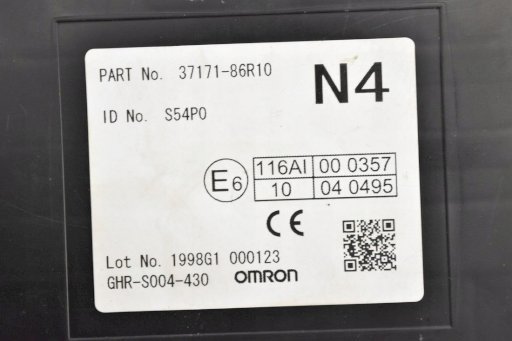 PART No. 37171-86R10
N4
ID No. S54P0
E6
116AI 00 0357
10 04 0495
CE
Lot No. 1998G1 000123
GHR-S004-430 OMRON